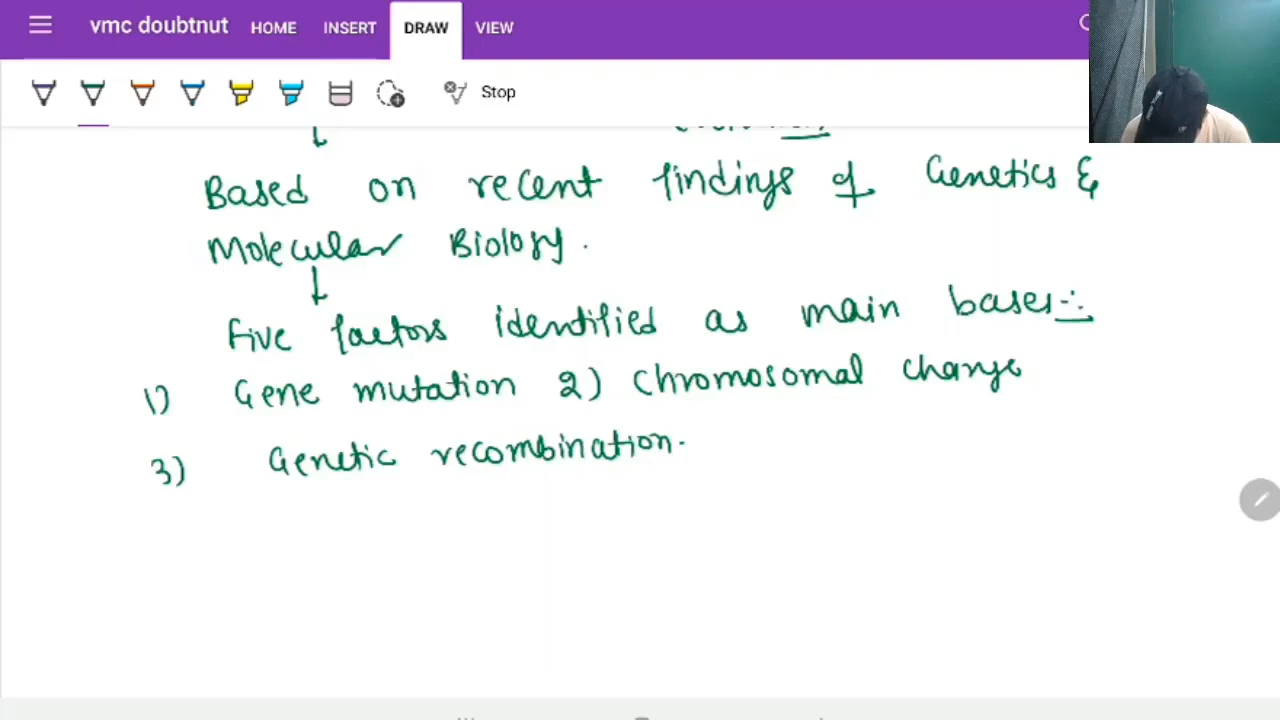 vmc doubtnut HOME INSERT DRAW VIEW
Stop
Based on recent findings of Genetics &
Molecular Biology.
Five factors identified as main bases :-
1) Gene mutation 2) Chromosomal change
3) Genetic recombination.